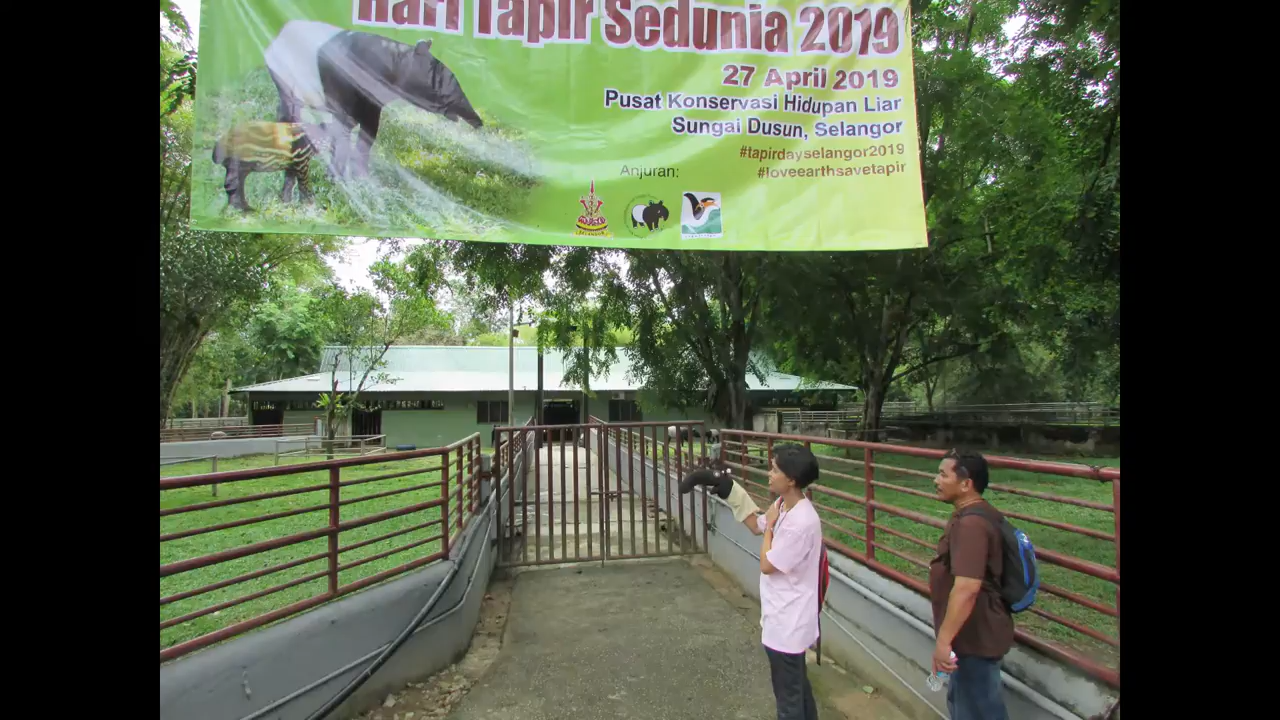 Hari Tapir Sedunia 2019
27 April 2019
Pusat Konservasi Hidupan Liar
Sungai Dusun, Selangor
#tapirdayselangor2019
#loveearthsavetapir
Anjuran: